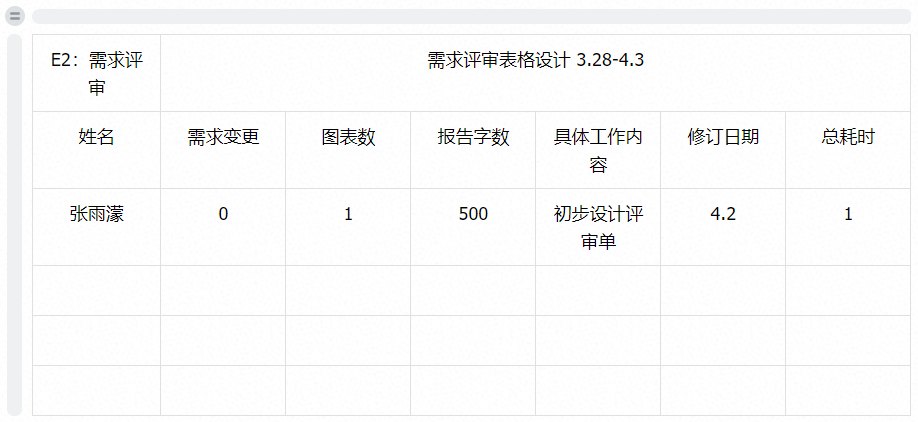 E2：需求评
审
需求评审表格设计 3.28-4.3
姓名
需求变更
图表数
报告字数
具体工作内
容
修订日期
总耗时
张雨濛
0
1
500
初步设计评
审单
4.2
1